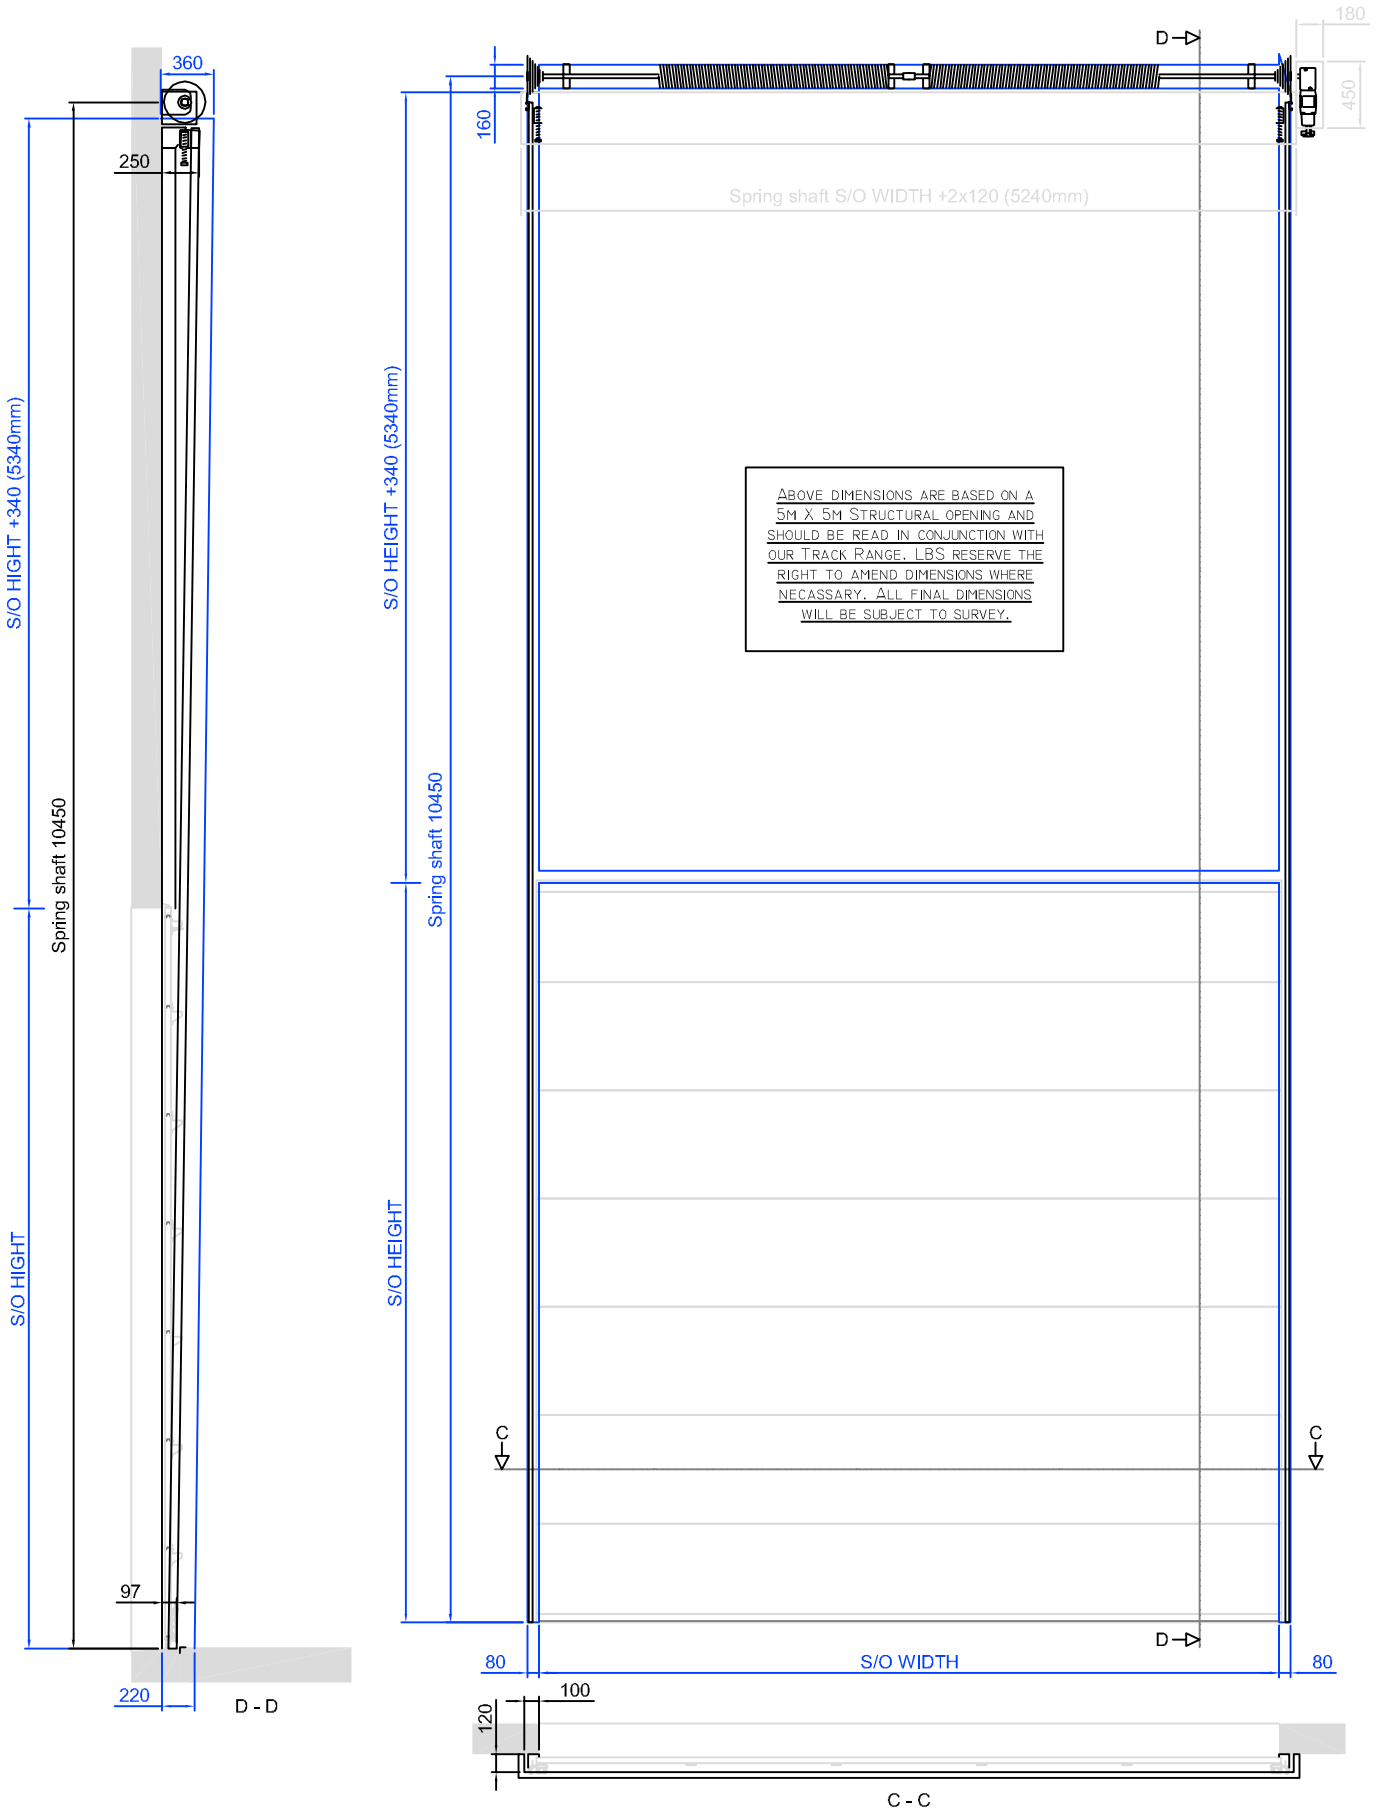 D
180
360
450
160
250
Spring shaft S/O WIDTH +2x120 (5240mm)
S/O HIGHT +340 (5340mm)
S/O HEIGHT +340 (5340mm)
ABOVE DIMENSIONS ARE BASED ON A
5M X 5M STRUCTURAL OPENING AND
SHOULD BE READ IN CONJUNCTION WITH
OUR TRACK RANGE. LBS RESERVE THE
RIGHT TO AMEND DIMENSIONS WHERE
NECASSARY. ALL FINAL DIMENSIONS
WILL BE SUBJECT TO SURVEY.
Spring shaft 10450
Spring shaft 10450
S/O HIGHT
S/O HEIGHT
C
C
97
D
80
S/O WIDTH
80
220
D - D
100
120
C - C